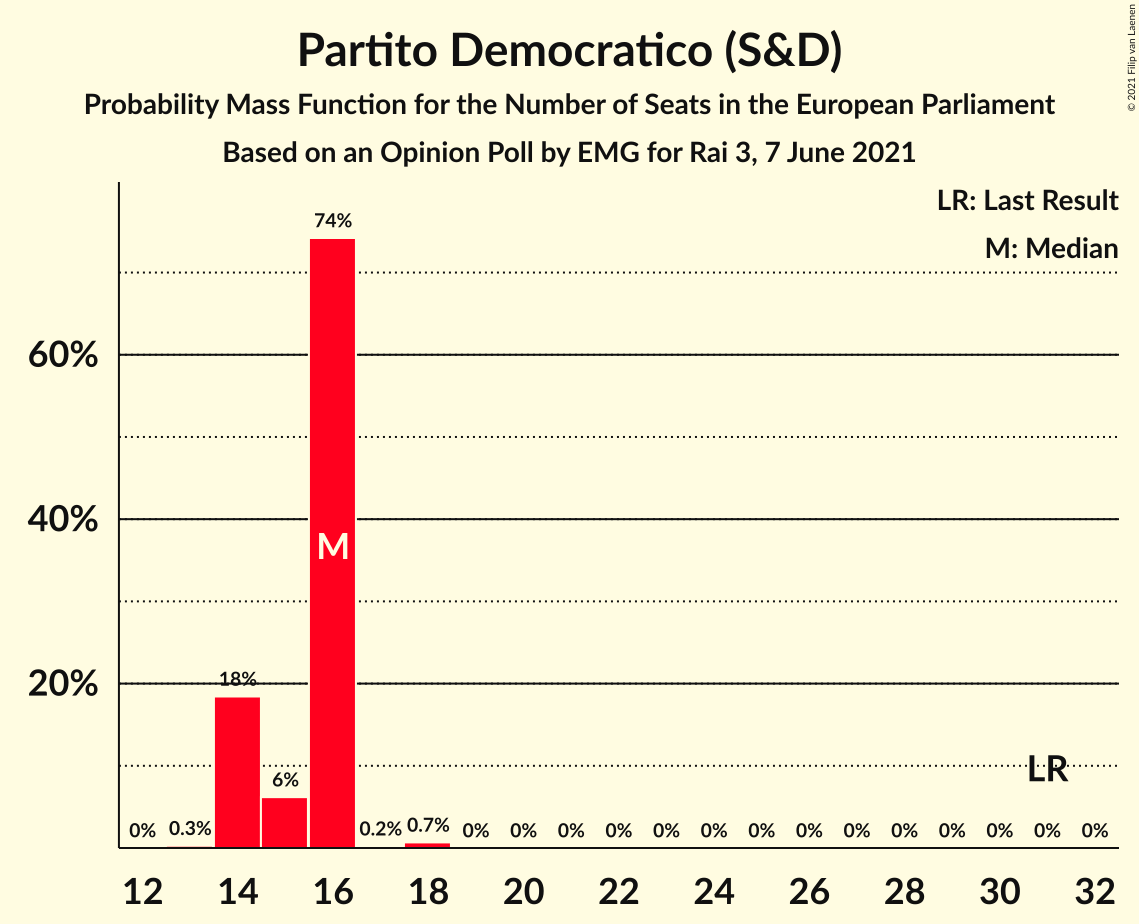 Partito Democratico (S&D)
Probability Mass Function for the Number of Seats in the European Parliament
Based on an Opinion Poll by EMG for Rai 3, 7 June 2021
© 2021 Filip van Laenen
LR: Last Result
M: Median
74%
60%
40%
M
20%
18%
6%
LR
0% 0.3% 0.2% 0.7% 0% 0% 0% 0% 0% 0% 0% 0% 0% 0% 0% 0% 0% 0%
12 14 16 18 20 22 24 26 28 30 32